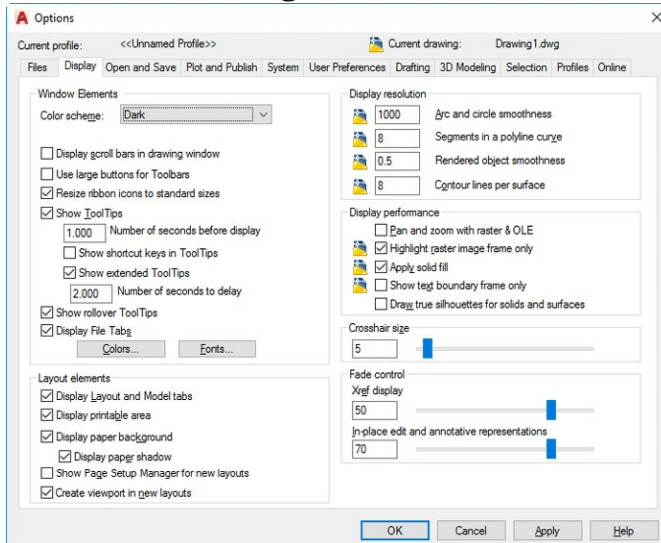 Options
Current profile: <<Unnamed Profile>> Current drawing: Drawing1.dwg
Files Display Open and Save Plot and Publish System User Preferences Drafting 3D Modeling Selection Profiles Online
Window Elements
Color scheme: Dark
Display scroll bars in drawing window
Use large buttons for Toolbars
Resize ribbon icons to standard sizes
Show ToolTips
1.000 Number of seconds before display
Show shortcut keys in ToolTips
Show extended ToolTips
2.000 Number of seconds to delay
Show rollover ToolTips
Display File Tabs
Colors... Fonts...
Layout elements
Display Layout and Model tabs
Display printable area
Display paper background
Display paper shadow
Show Page Setup Manager for new layouts
Create viewport in new layouts
Display resolution
1000 Arc and circle smoothness
8 Segments in a polyline curve
0.5 Rendered object smoothness
8 Contour lines per surface
Display performance
Pan and zoom with raster & OLE
Highlight raster image frame only
Apply solid fill
Show text boundary frame only
Draw true silhouettes for solids and surfaces
Crosshair size
5
Fade control
Xref display
50
In-place edit and annotative representations
70
OK Cancel Apply Help